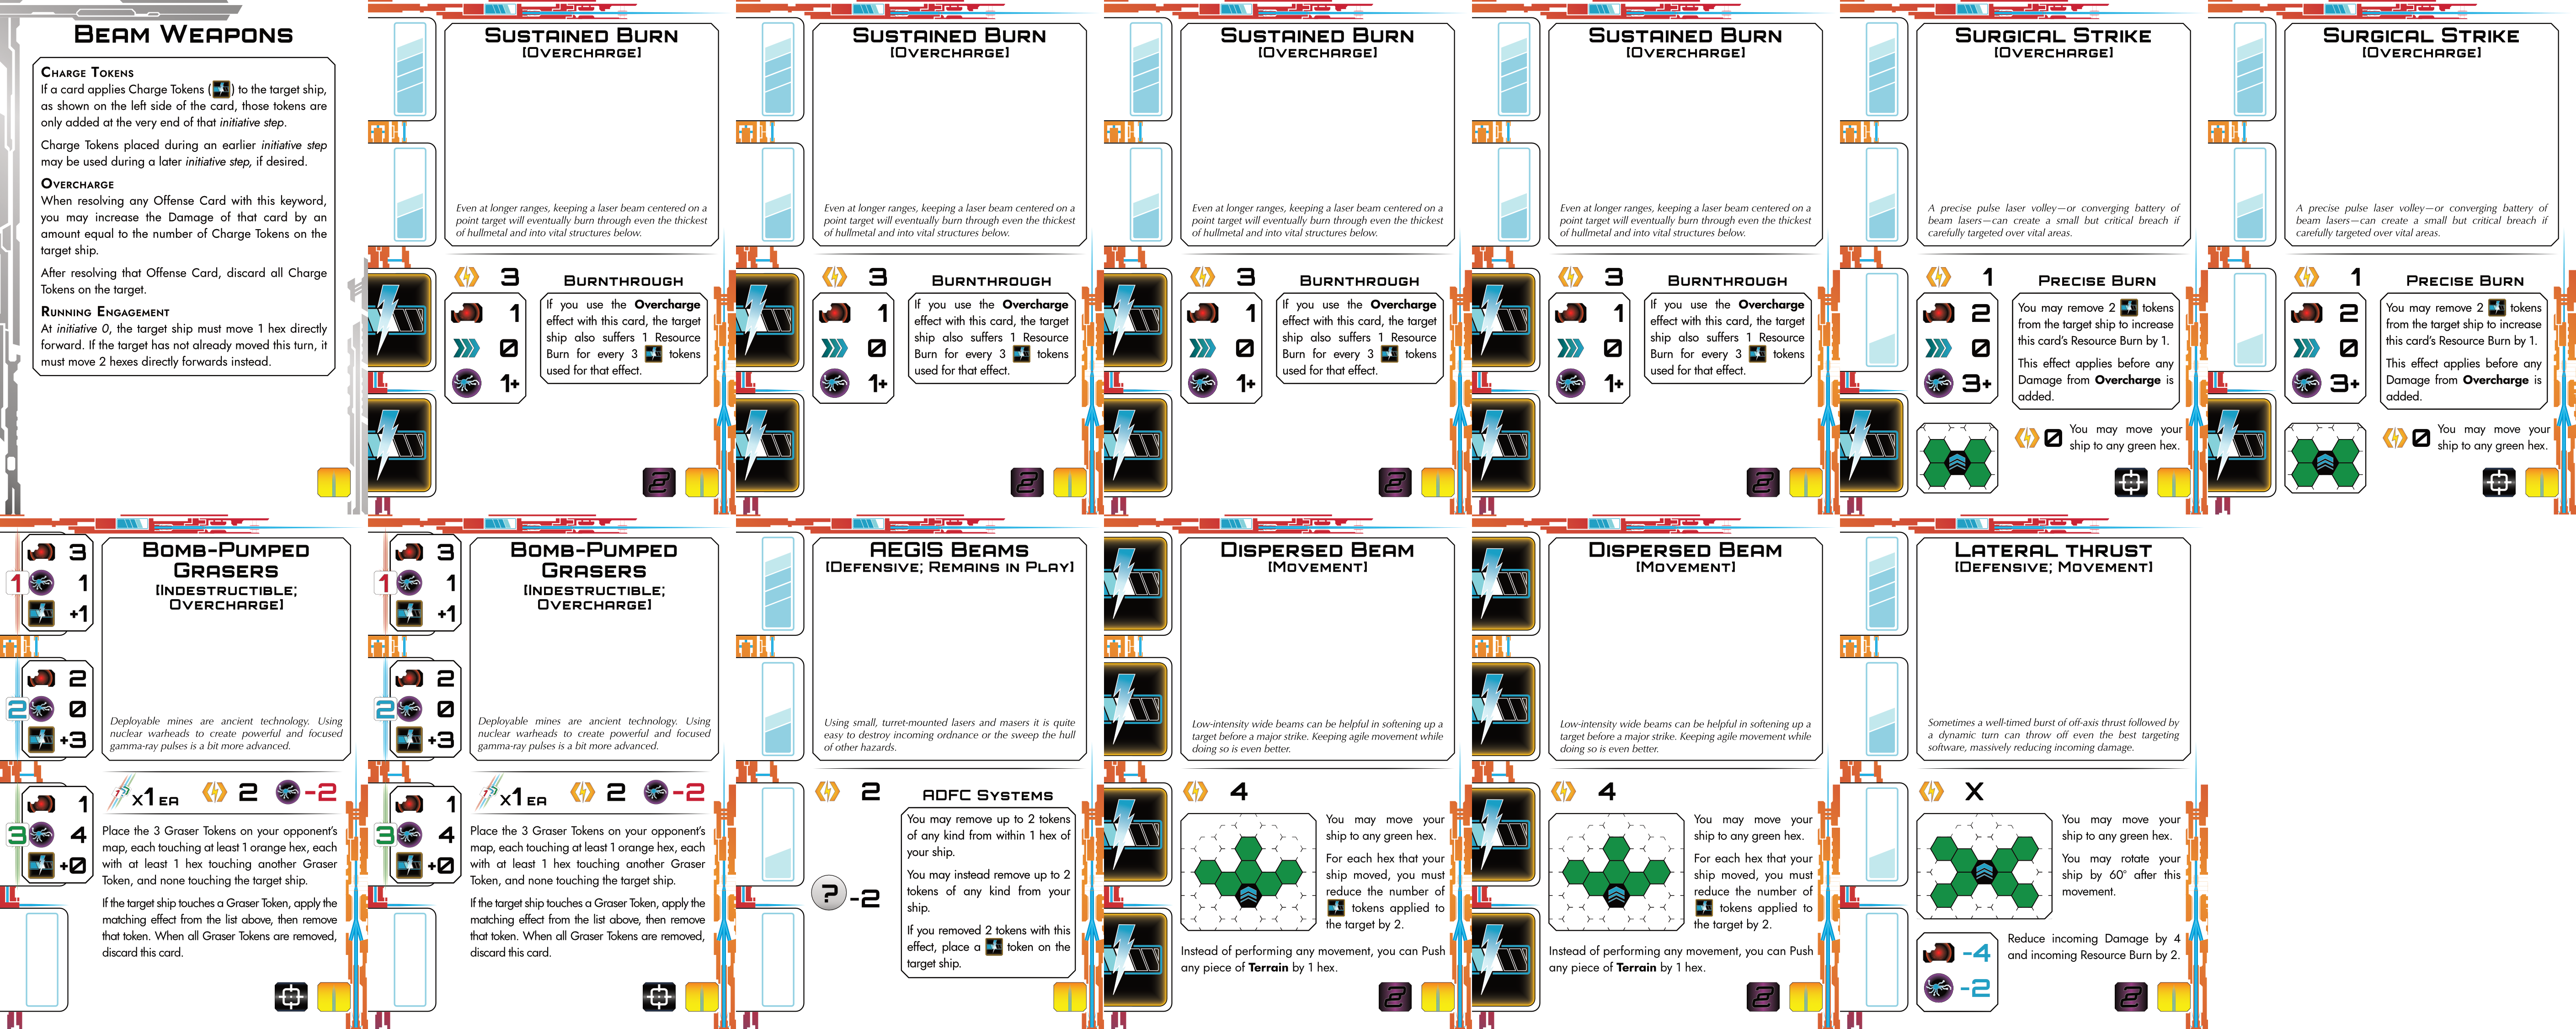 BEAM WEAPONS
CHARGE TOKENS
If a card applies Charge Tokens ( ) to the target ship,
as shown on the left side of the card, those tokens are
only added at the very end of that initiative step.
Charge Tokens placed during an earlier initiative step
may be used during a later initiative step, if desired.
OVERCHARGE
When resolving any Offense Card with this keyword,
you may increase the Damage of that card by an
amount equal to the number of Charge Tokens on the
target ship.
After resolving that Offense Card, discard all Charge
Tokens on the target.
RUNNING ENGAGEMENT
At initiative 0, the target ship must move 1 hex directly
forward. If the target has not already moved this turn, it
must move 2 hexes directly forwards instead.
SUSTAINED BURN
[OVERCHARGE]
Even at longer ranges, keeping a laser beam centered on a
point target will eventually burn through even the thickest
of hullmetal and into vital structures below.
3
1
0
1+
BURNTHROUGH
If you use the Overcharge
effect with this card, the target
ship also suffers 1 Resource
Burn for every 3 tokens
used for that effect.
2
SUSTAINED BURN
[OVERCHARGE]
Even at longer ranges, keeping a laser beam centered on a
point target will eventually burn through even the thickest
of hullmetal and into vital structures below.
3
1
0
1+
BURNTHROUGH
If you use the Overcharge
effect with this card, the target
ship also suffers 1 Resource
Burn for every 3 tokens
used for that effect.
2
SUSTAINED BURN
[OVERCHARGE]
Even at longer ranges, keeping a laser beam centered on a
point target will eventually burn through even the thickest
of hullmetal and into vital structures below.
3
1
0
1+
BURNTHROUGH
If you use the Overcharge
effect with this card, the target
ship also suffers 1 Resource
Burn for every 3 tokens
used for that effect.
2
SUSTAINED BURN
[OVERCHARGE]
Even at longer ranges, keeping a laser beam centered on a
point target will eventually burn through even the thickest
of hullmetal and into vital structures below.
3
1
0
1+
BURNTHROUGH
If you use the Overcharge
effect with this card, the target
ship also suffers 1 Resource
Burn for every 3 tokens
used for that effect.
2
SURGICAL STRIKE
[OVERCHARGE]
A precise pulse laser volley—or converging battery of
beam lasers—can create a small but critical breach if
carefully targeted over vital areas.
1
2
0
3+
PRECISE BURN
You may remove 2 tokens
from the target ship to increase
this card's Resource Burn by 1.
This effect applies before any
Damage from Overcharge is
added.
0 You may move your
ship to any green hex.
SURGICAL STRIKE
[OVERCHARGE]
A precise pulse laser volley—or converging battery of
beam lasers—can create a small but critical breach if
carefully targeted over vital areas.
1
2
0
3+
PRECISE BURN
You may remove 2 tokens
from the target ship to increase
this card's Resource Burn by 1.
This effect applies before any
Damage from Overcharge is
added.
0 You may move your
ship to any green hex.
BOMB-PUMPED
GRASERS
[INDESTRUCTIBLE;
OVERCHARGE]
3
1 1
+1
2
2 0
+3
1
3 4
+0
Deployable mines are ancient technology. Using
nuclear warheads to create powerful and focused
gamma-ray pulses is a bit more advanced.
X1 EA 2 -2
Place the 3 Graser Tokens on your opponent's
map, each touching at least 1 orange hex, each
with at least 1 hex touching another Graser
Token, and none touching the target ship.
If the target ship touches a Graser Token, apply the
matching effect from the list above, then remove
that token. When all Graser Tokens are removed,
discard this card.
BOMB-PUMPED
GRASERS
[INDESTRUCTIBLE;
OVERCHARGE]
3
1 1
+1
2
2 0
+3
1
3 4
+0
Deployable mines are ancient technology. Using
nuclear warheads to create powerful and focused
gamma-ray pulses is a bit more advanced.
X1 EA 2 -2
Place the 3 Graser Tokens on your opponent's
map, each touching at least 1 orange hex, each
with at least 1 hex touching another Graser
Token, and none touching the target ship.
If the target ship touches a Graser Token, apply the
matching effect from the list above, then remove
that token. When all Graser Tokens are removed,
discard this card.
AEGIS BEAMS
[DEFENSIVE; REMAINS IN PLAY]
Using small, turret-mounted lasers and masers it is quite
easy to destroy incoming ordnance or the sweep the hull
of other hazards.
2
? -2
ADFC SYSTEMS
You may remove up to 2 tokens
of any kind from within 1 hex of
your ship.
You may instead remove up to 2
tokens of any kind from your
ship.
If you removed 2 tokens with this
effect, place a token on the
target ship.
DISPERSED BEAM
[MOVEMENT]
Low-intensity wide beams can be helpful in softening up a
target before a major strike. Keeping agile movement while
doing so is even better.
4
You may move your
ship to any green hex.
For each hex that your
ship moved, you must
reduce the number of
tokens applied to
the target by 2.
Instead of performing any movement, you can Push
any piece of Terrain by 1 hex.
2
DISPERSED BEAM
[MOVEMENT]
Low-intensity wide beams can be helpful in softening up a
target before a major strike. Keeping agile movement while
doing so is even better.
4
You may move your
ship to any green hex.
For each hex that your
ship moved, you must
reduce the number of
tokens applied to
the target by 2.
Instead of performing any movement, you can Push
any piece of Terrain by 1 hex.
2
LATERAL THRUST
[DEFENSIVE; MOVEMENT]
Sometimes a well-timed burst of off-axis thrust followed by
a dynamic turn can throw off even the best targeting
software, massively reducing incoming damage.
X
You may move your
ship to any green hex.
You may rotate your
ship by 60° after this
movement.
-4
-2
Reduce incoming Damage by 4
and incoming Resource Burn by 2.
2